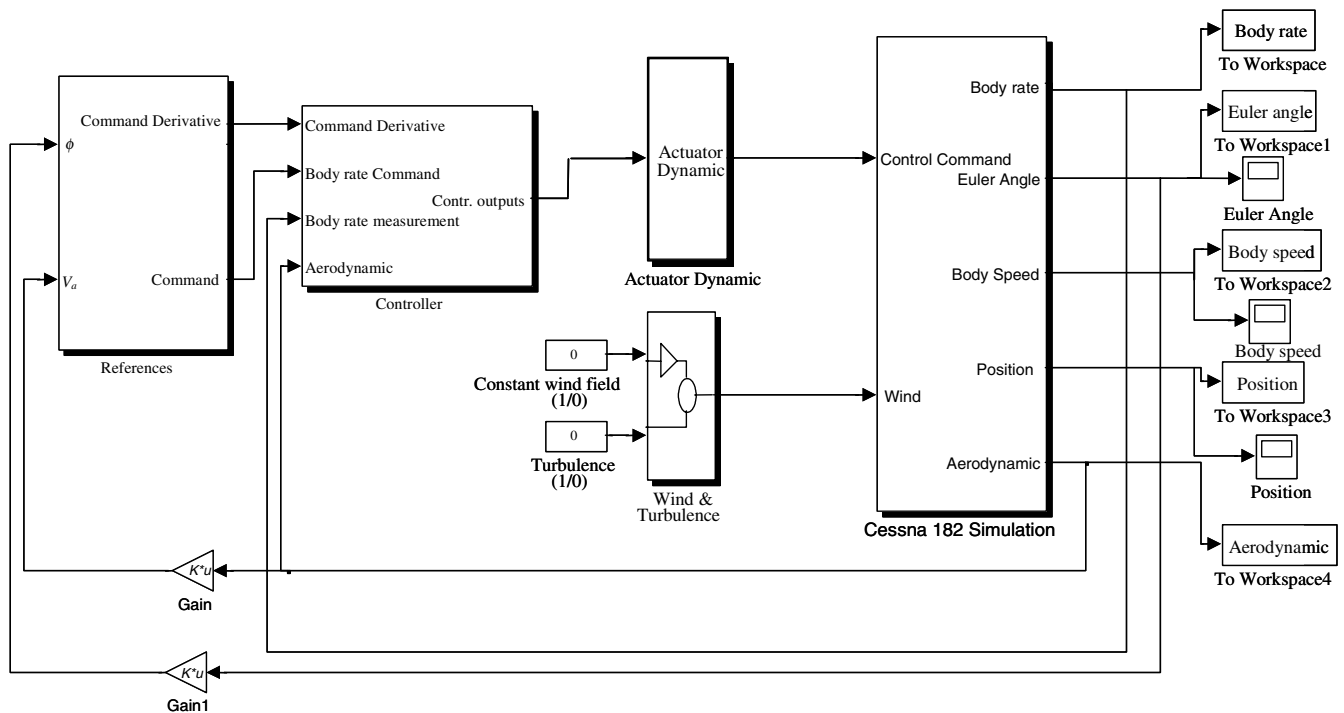 Command Derivative
ϕ
Command
Vₐ
References
Command Derivative
Body rate Command
Contr. outputs
Body rate measurement
Aerodynamic
Controller
Actuator
Dynamic
Actuator Dynamic
0
Constant wind field
(1/0)
0
Turbulence
(1/0)
Wind &
Turbulence
Body rate
Control Command
Euler Angle
Body Speed
Position
Wind
Aerodynamic
Cessna 182 Simulation
Body rate
To Workspace
Euler angle
To Workspace1
Euler Angle
Body speed
To Workspace2
Body speed
Position
To Workspace3
Position
Aerodynamic
To Workspace4
K*u
Gain
K*u
Gain1